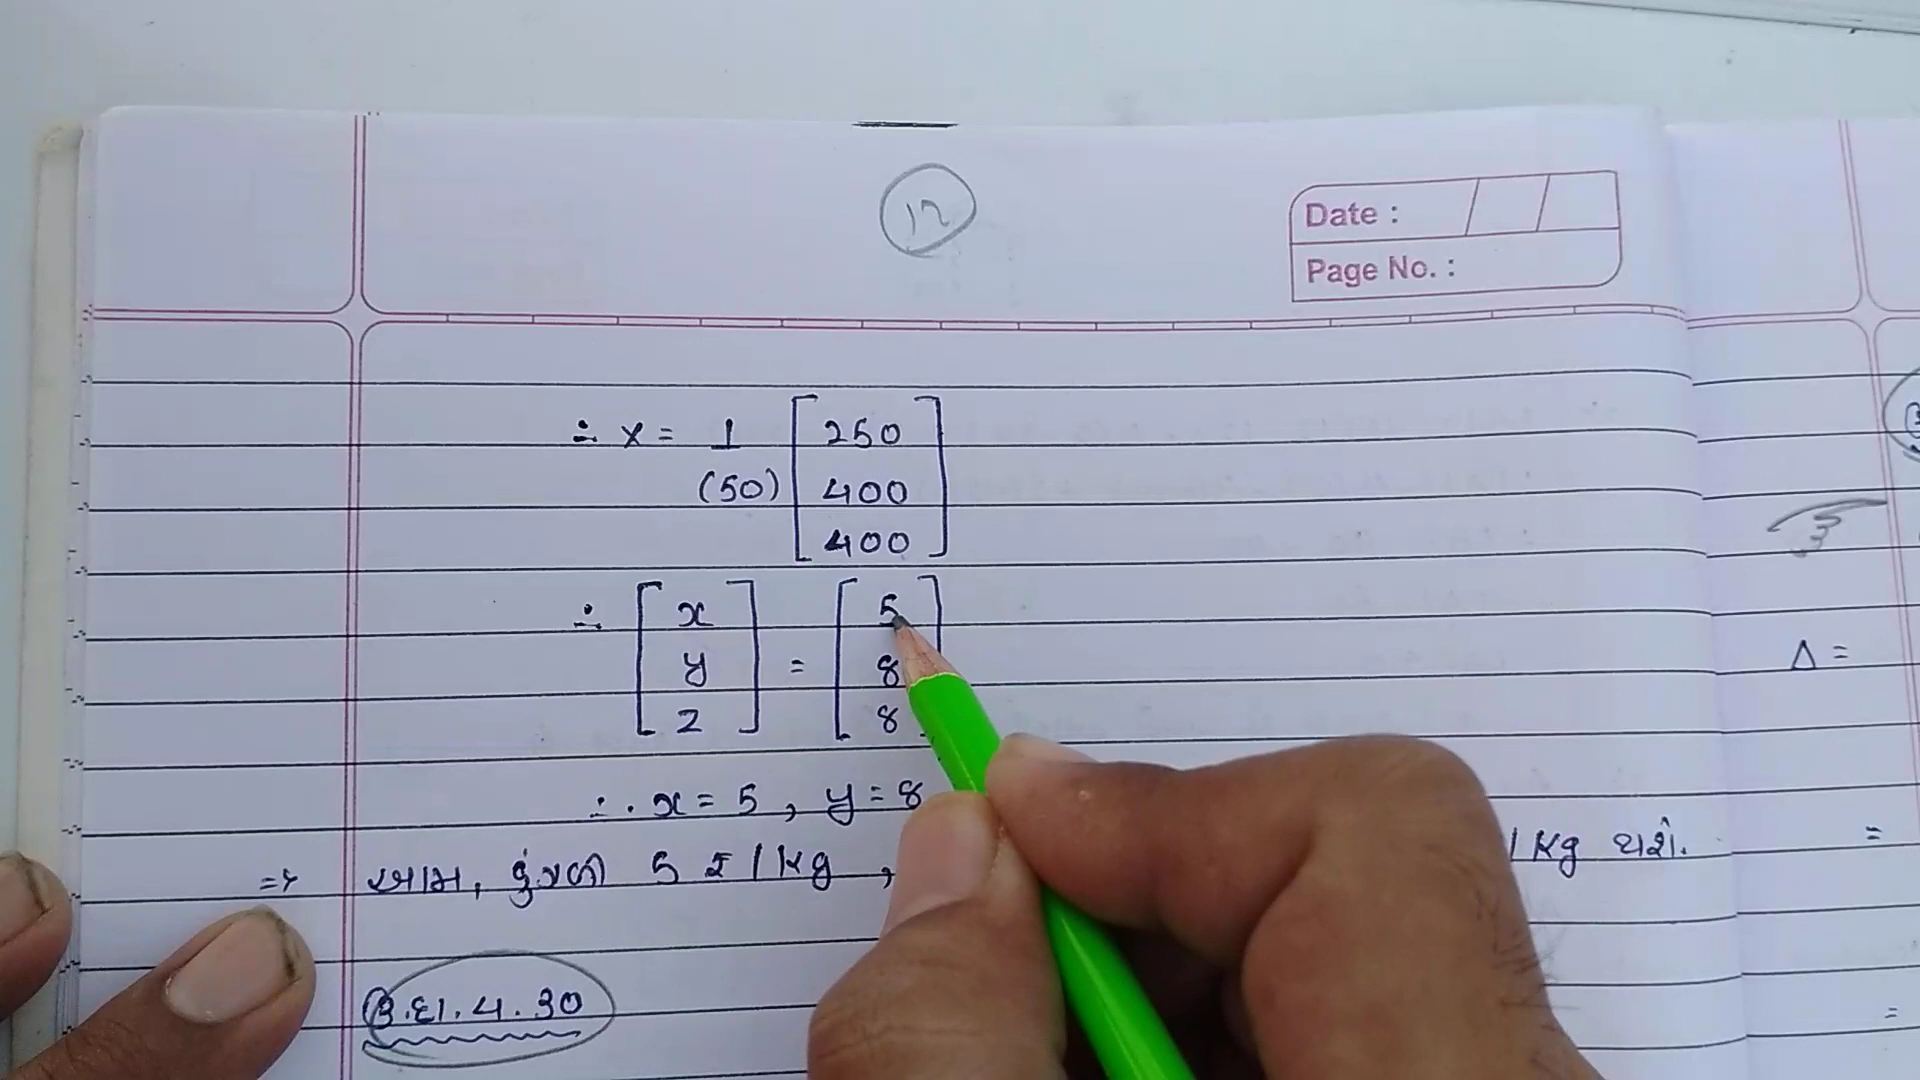 12
Date :
Page No. :
∴ x = 1 [ 250
(50) 400
400 ]
∴ [ x
y
z ] = [ 5
8
8 ]
∴ x = 5 , y = 8
=> આમ, ડુંગળી 5 ₹ / kg , / kg થશે.
ઉ.દા.4.30
Δ =
=
=